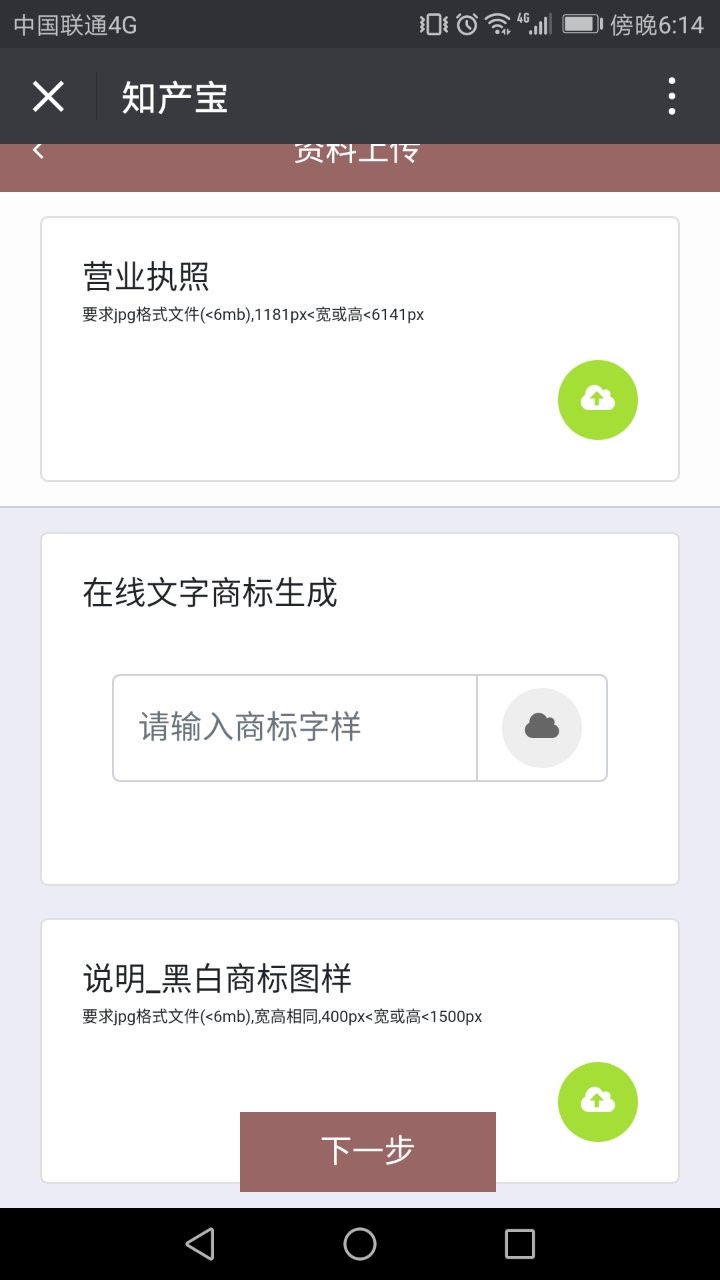 中国联通4G
4G
傍晚6:14
知产宝
资料上传
营业执照
要求jpg格式文件(<6mb),1181px<宽或高<6141px
在线文字商标生成
请输入商标字样
说明_黑白商标图样
要求jpg格式文件(<6mb),宽高相同,400px<宽或高<1500px
下一步